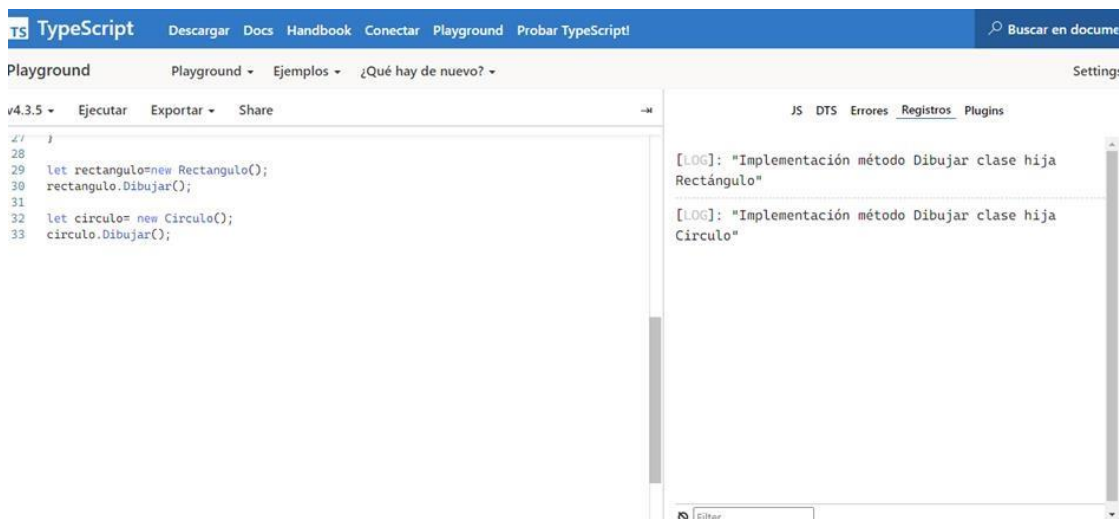 TS TypeScript Descargar Docs Handbook Conectar Playground Probar TypeScript! Buscar en docume
Playground Playground Ejemplos ¿Qué hay de nuevo? Settings
v4.3.5 Ejecutar Exportar Share JS DTS Errores Registros Plugins
27 }
28
29 let rectangulo=new Rectangulo();
30 rectangulo.Dibujar();
31
32 let circulo= new Circulo();
33 circulo.Dibujar();
[LOG]: "Implementación método Dibujar clase hija
Rectángulo"
[LOG]: "Implementación método Dibujar clase hija
Circulo"
Filter